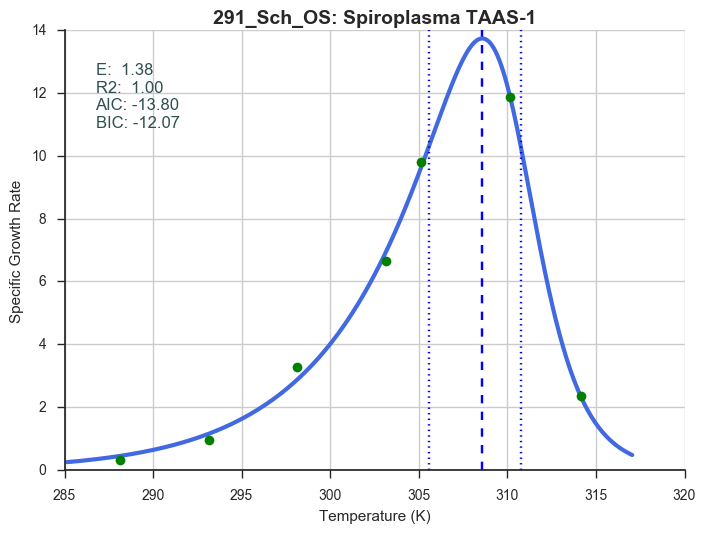 291_Sch_OS: Spiroplasma TAAS-1
E:  1.38
R2:  1.00
AIC: -13.80
BIC: -12.07
Specific Growth Rate
14
12
10
8
6
4
2
0
285 290 295 300 305 310 315 320
Temperature (K)